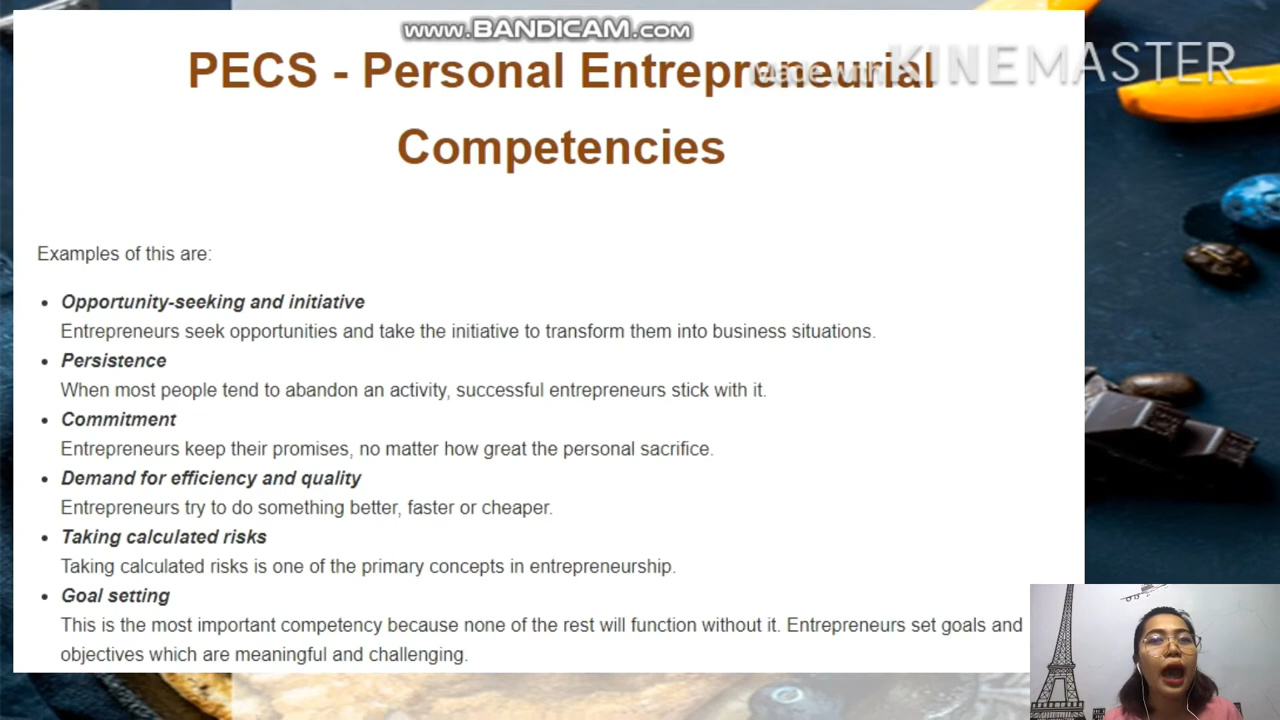 www.BANDICAM.com
PECS - Personal Entrepreneurial
Made with KINEMASTER
Competencies
Examples of this are:
• Opportunity-seeking and initiative
Entrepreneurs seek opportunities and take the initiative to transform them into business situations.
• Persistence
When most people tend to abandon an activity, successful entrepreneurs stick with it.
• Commitment
Entrepreneurs keep their promises, no matter how great the personal sacrifice.
• Demand for efficiency and quality
Entrepreneurs try to do something better, faster or cheaper.
• Taking calculated risks
Taking calculated risks is one of the primary concepts in entrepreneurship.
• Goal setting
This is the most important competency because none of the rest will function without it. Entrepreneurs set goals and
objectives which are meaningful and challenging.